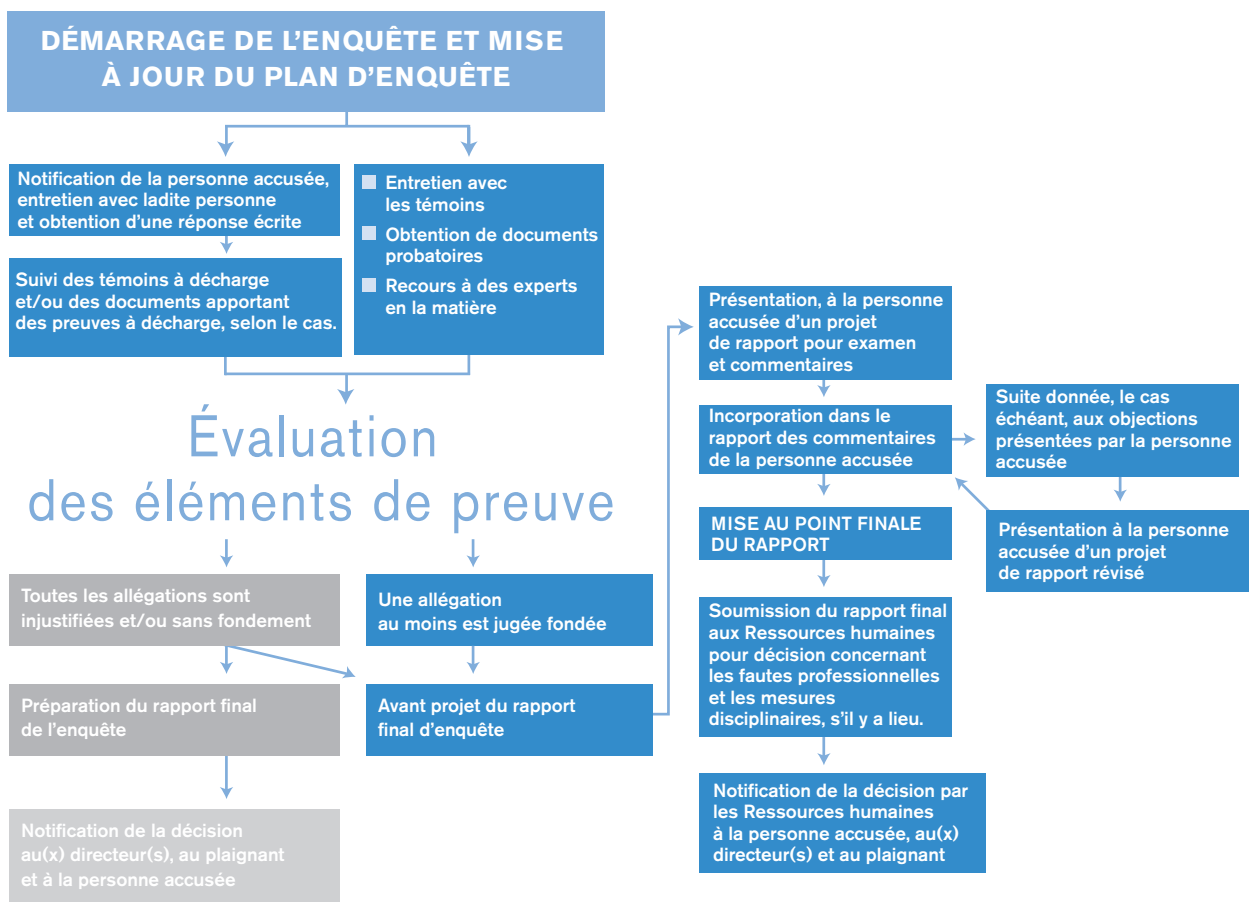 DÉMARRAGE DE L'ENQUÊTE ET MISE
À JOUR DU PLAN D'ENQUÊTE
Notification de la personne accusée,
entretien avec ladite personne
et obtention d'une réponse écrite
Suivi des témoins à décharge
et/ou des documents apportant
des preuves à décharge, selon le cas.
Entretien avec
les témoins
Obtention de documents
probatoires
Recours à des experts
en la matière
Évaluation
des éléments de preuve
Toutes les allégations sont
injustifiées et/ou sans fondement
Préparation du rapport final
de l'enquête
Notification de la décision
au(x) directeur(s), au plaignant
et à la personne accusée
Une allégation
au moins est jugée fondée
Avant projet du rapport
final d'enquête
Présentation, à la personne
accusée d'un projet
de rapport pour examen
et commentaires
Incorporation dans le
rapport des commentaires
de la personne accusée
Suite donnée, le cas
échéant, aux objections
présentées par la personne
accusée
Présentation à la personne
accusée d'un projet
de rapport révisé
MISE AU POINT FINALE
DU RAPPORT
Soumission du rapport final
aux Ressources humaines
pour décision concernant
les fautes professionnelles
et les mesures
disciplinaires, s'il y a lieu.
Notification de la décision par
les Ressources humaines
à la personne accusée, au(x)
directeur(s) et au plaignant